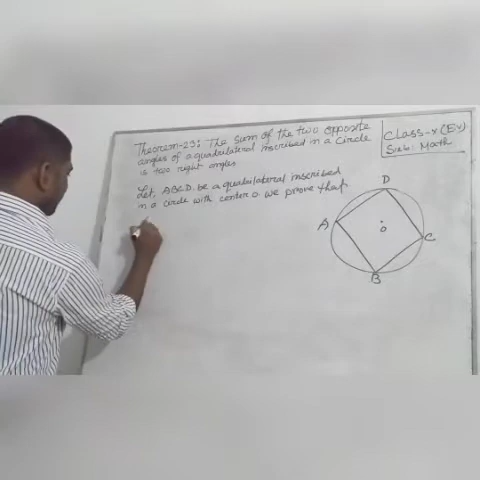 Theorem-23: The sum of the two opposite
angles of a quadrilateral inscribed in a circle
is two right angles
Class-x (Ev)
Sub: Math
Let, ABCD, be a quadrilateral inscribed
in a circle with center O. we prove that,
D
A
O
C
B